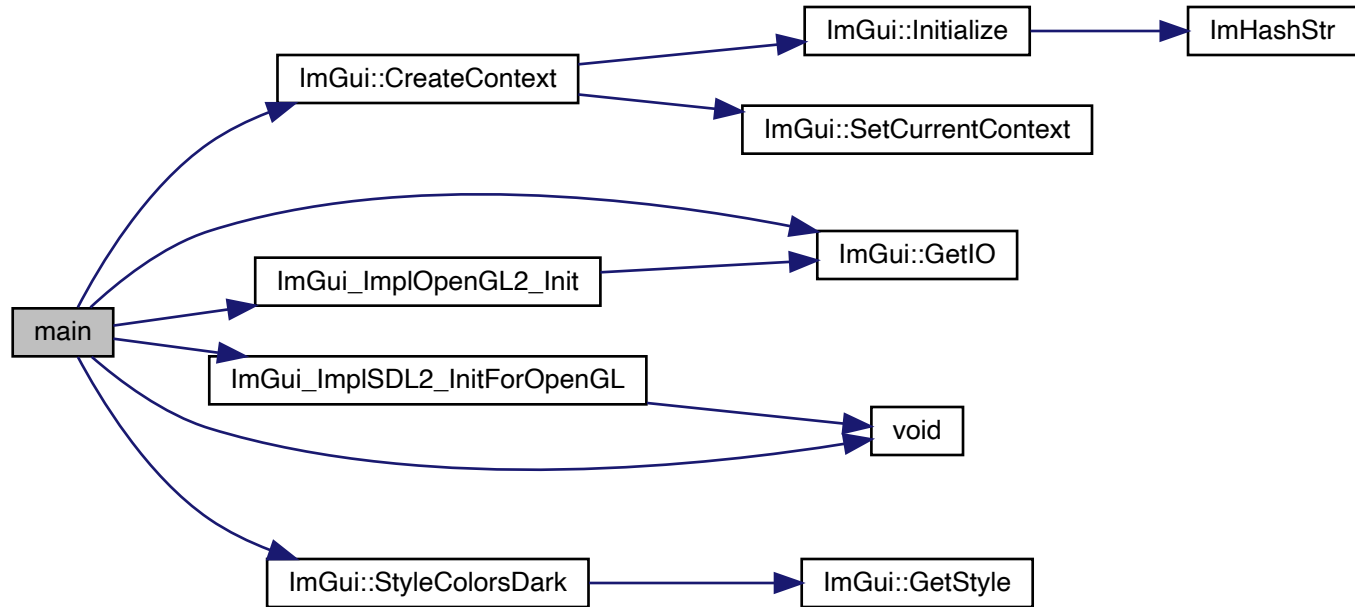 ImGui::Initialize
ImHashStr
ImGui::CreateContext
ImGui::SetCurrentContext
ImGui::GetIO
ImGui_ImplOpenGL2_Init
main
ImGui_ImplSDL2_InitForOpenGL
void
ImGui::StyleColorsDark
ImGui::GetStyle